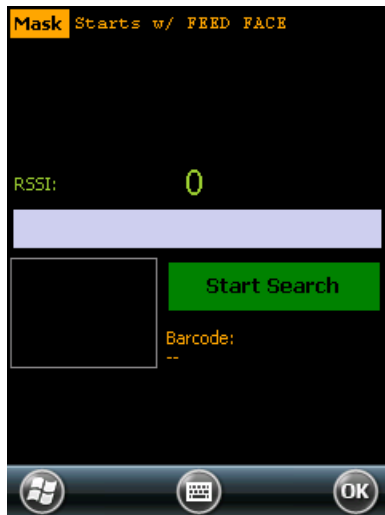 Mask Starts w/ FEED FACE
RSSI: 0
Start Search
Barcode:
--
OK